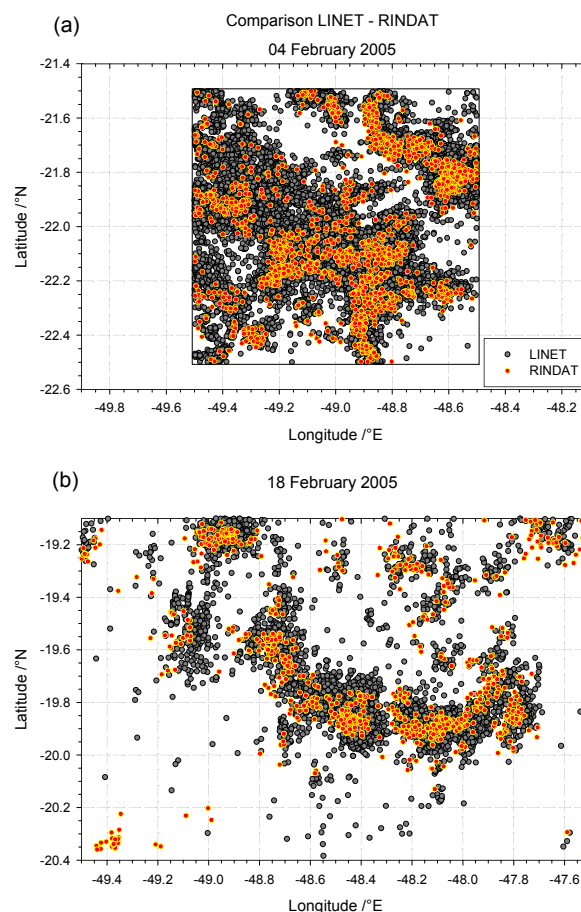 (a)
Comparison LINET - RINDAT
04 February 2005
-21.4
-21.6
-21.8
-22.0
-22.2
-22.4
-22.6
Latitude /°N
LINET
RINDAT
-49.8 -49.6 -49.4 -49.2 -49.0 -48.8 -48.6 -48.4 -48.2
Longitude /°E
(b)
18 February 2005
-19.2
-19.4
-19.6
-19.8
-20.0
-20.2
-20.4
Latitude /°N
-49.4 -49.2 -49.0 -48.8 -48.6 -48.4 -48.2 -48.0 -47.8 -47.6
Longitude /°E